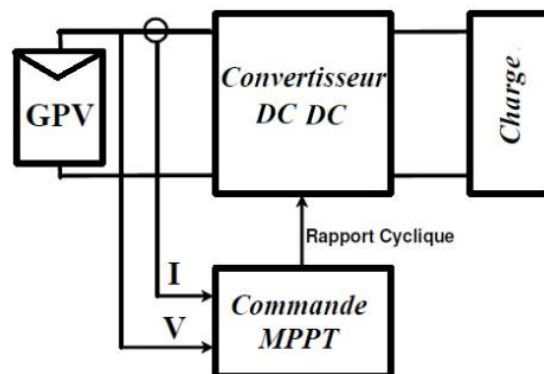 GPV
Convertisseur
DC DC
Charge
Rapport Cyclique
I
V
Commande
MPPT